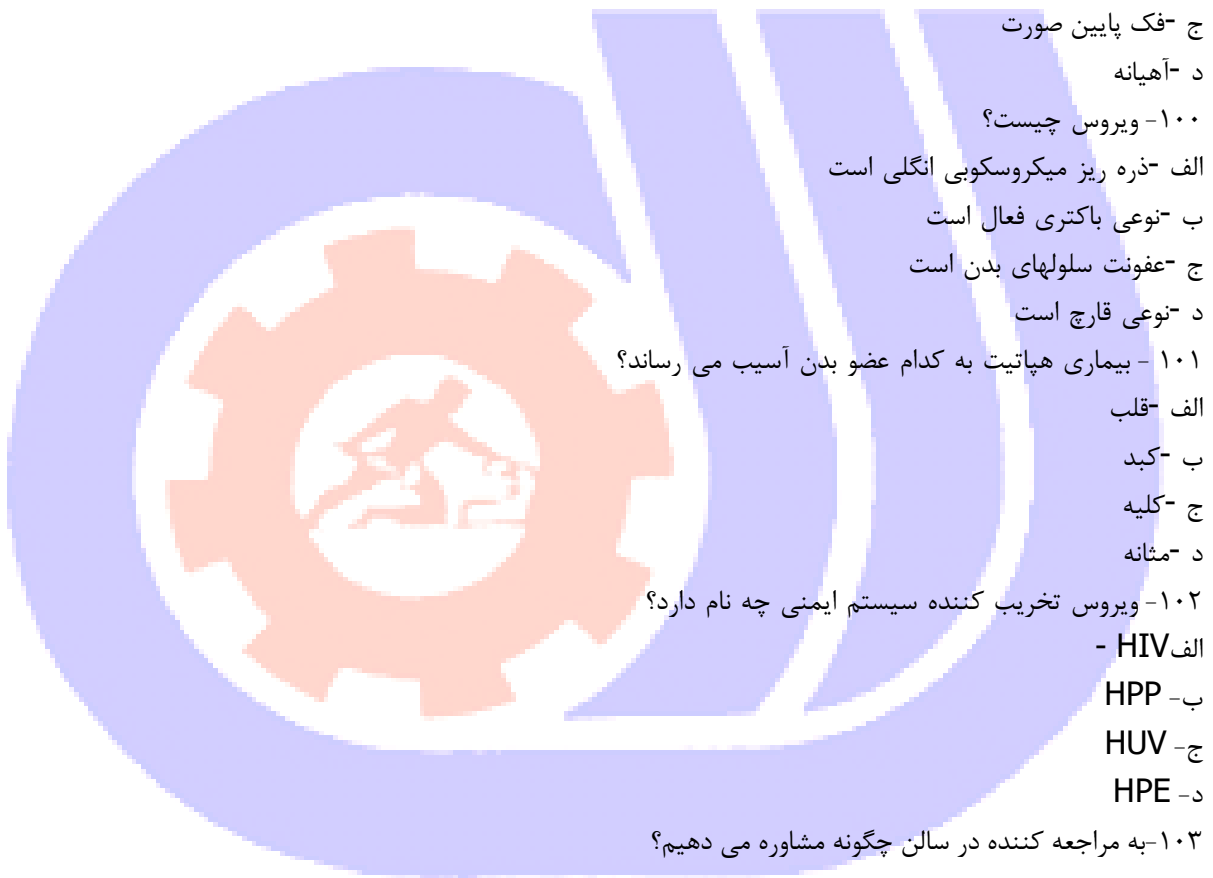 ج -فک پایین صورت
د -آهیانه
۱۰۰- ویروس چیست؟
الف -ذره ریز میکروسکوبی انگلی است
ب -نوعی باکتری فعال است
ج -عفونت سلولهای بدن است
د -نوعی قارچ است
۱۰۱ - بیماری هپاتیت به کدام عضو بدن آسیب می رساند؟
الف -قلب
ب -کبد
ج -کلیه
د -مثانه
۱۰۲- ویروس تخریب کننده سیستم ایمنی چه نام دارد؟
الفHIV -
ب- HPP
ج- HUV
د- HPE
۱۰۳-به مراجعه کننده در سالن چگونه مشاوره می دهیم؟